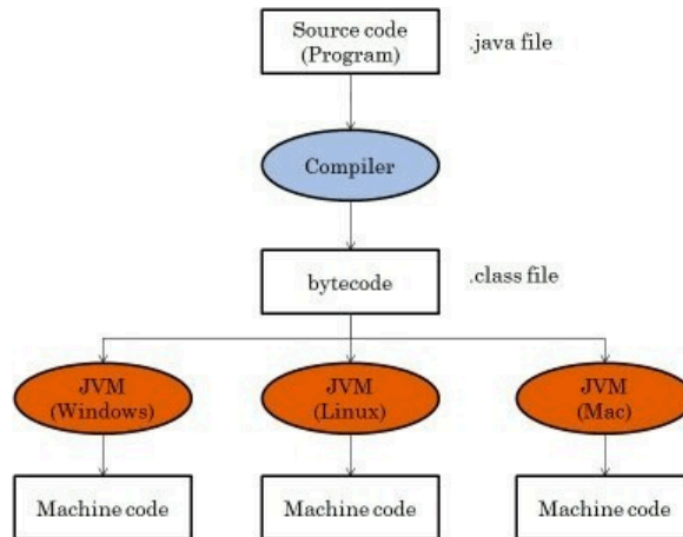 Source code
(Program)
.java file
Compiler
bytecode
.class file
JVM
(Windows)
JVM
(Linux)
JVM
(Mac)
Machine code
Machine code
Machine code